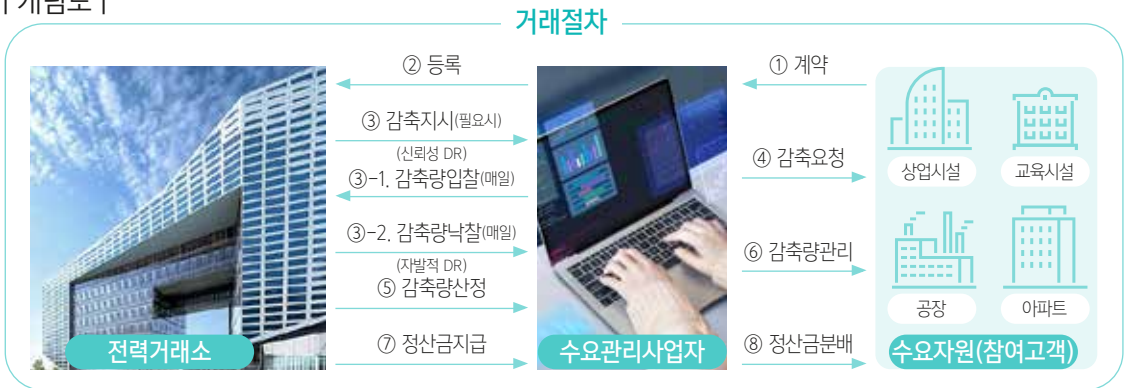 거래절차
② 등록
③ 감축지시(필요시)
(신뢰성 DR)
③-1. 감축량입찰(매일)
③-2. 감축량낙찰(매일)
(자발적 DR)
⑤ 감축량산정
⑦ 정산금지급
① 계약
④ 감축요청
⑥ 감축량관리
⑧ 정산금분배
상업시설
교육시설
공장
아파트
전력거래소
수요관리사업자
수요자원(참여고객)